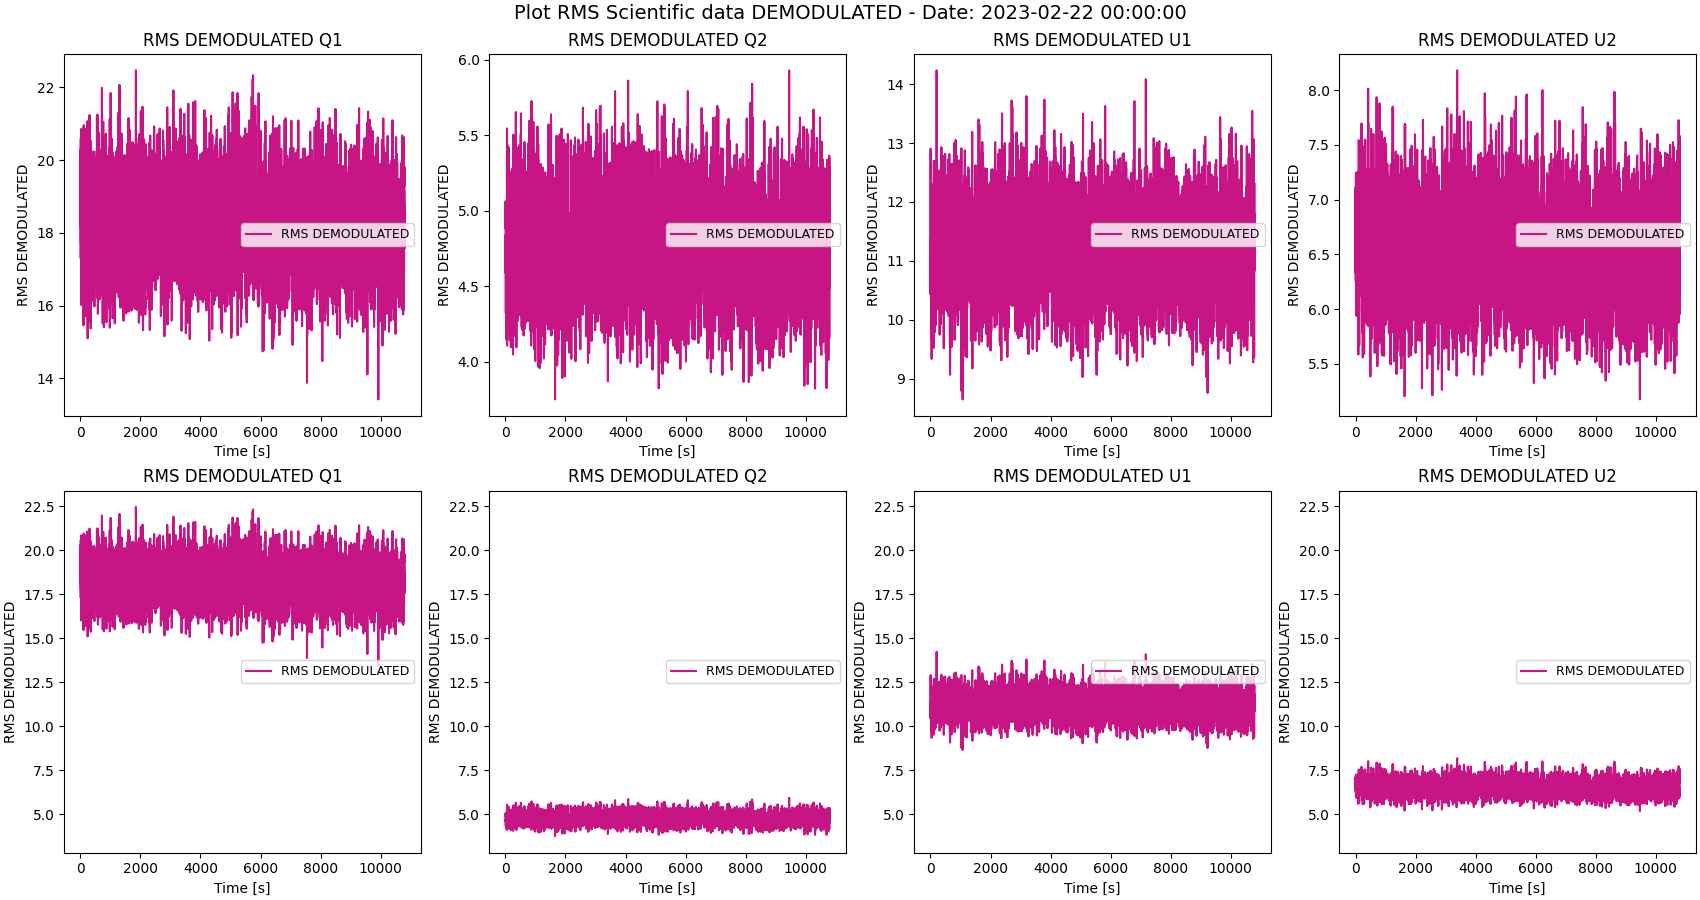 Plot RMS Scientific data DEMODULATED - Date: 2023-02-22 00:00:00
RMS DEMODULATED Q1
RMS DEMODULATED
22
20
18
16
14
0 2000 4000 6000 8000 10000
Time [s]
RMS DEMODULATED
RMS DEMODULATED Q2
RMS DEMODULATED
6.0
5.5
5.0
4.5
4.0
0 2000 4000 6000 8000 10000
Time [s]
RMS DEMODULATED
RMS DEMODULATED U1
RMS DEMODULATED
14
13
12
11
10
9
0 2000 4000 6000 8000 10000
Time [s]
RMS DEMODULATED
RMS DEMODULATED U2
RMS DEMODULATED
8.0
7.5
7.0
6.5
6.0
5.5
0 2000 4000 6000 8000 10000
Time [s]
RMS DEMODULATED
RMS DEMODULATED Q1
RMS DEMODULATED
22.5
20.0
17.5
15.0
12.5
10.0
7.5
5.0
0 2000 4000 6000 8000 10000
Time [s]
RMS DEMODULATED
RMS DEMODULATED Q2
RMS DEMODULATED
22.5
20.0
17.5
15.0
12.5
10.0
7.5
5.0
0 2000 4000 6000 8000 10000
Time [s]
RMS DEMODULATED
RMS DEMODULATED U1
RMS DEMODULATED
22.5
20.0
17.5
15.0
12.5
10.0
7.5
5.0
0 2000 4000 6000 8000 10000
Time [s]
RMS DEMODULATED
RMS DEMODULATED U2
RMS DEMODULATED
22.5
20.0
17.5
15.0
12.5
10.0
7.5
5.0
0 2000 4000 6000 8000 10000
Time [s]
RMS DEMODULATED